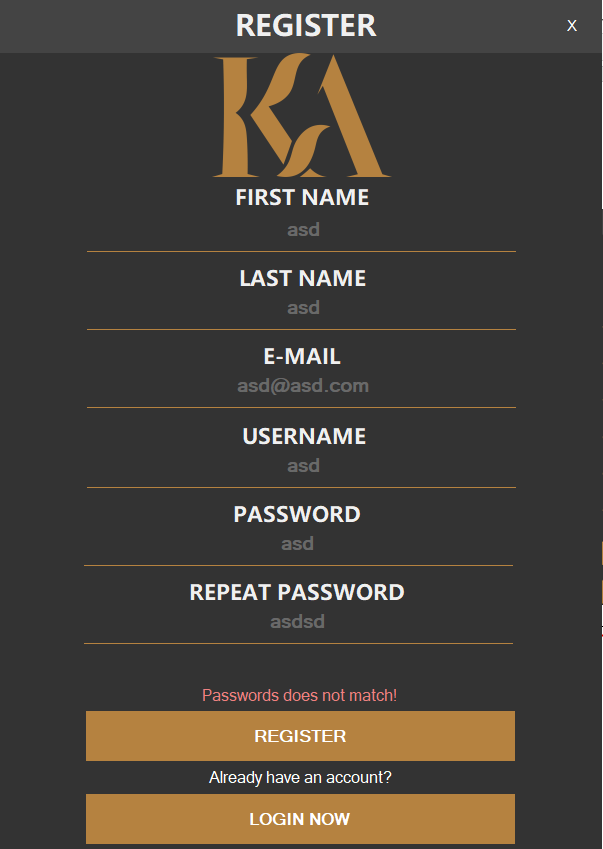 REGISTER
X
KA
FIRST NAME
asd
LAST NAME
asd
E-MAIL
asd@asd.com
USERNAME
asd
PASSWORD
asd
REPEAT PASSWORD
asdsd
Passwords does not match!
REGISTER
Already have an account?
LOGIN NOW